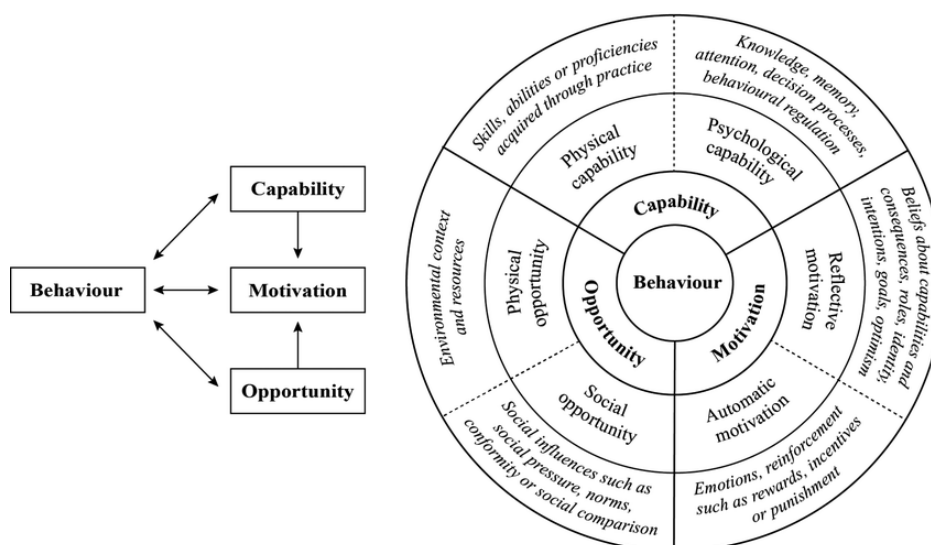 Capability
Behaviour
Motivation
Opportunity
Skills, abilities or proficiencies
acquired through practice
Knowledge, memory,
attention, decision processes,
behavioural regulation
Physical
capability
Psychological
capability
Capability
Environmental context
and resources
Physical
opportunity
Opportunity
Behaviour
Motivation
Reflective
motivation
Beliefs about capabilities and
consequences, roles, identity,
intentions, goals, optimism
Social
opportunity
Automatic
motivation
Social influences such as
social pressure, norms,
conformity or social comparison
Emotions, reinforcement
such as rewards, incentives
or punishment